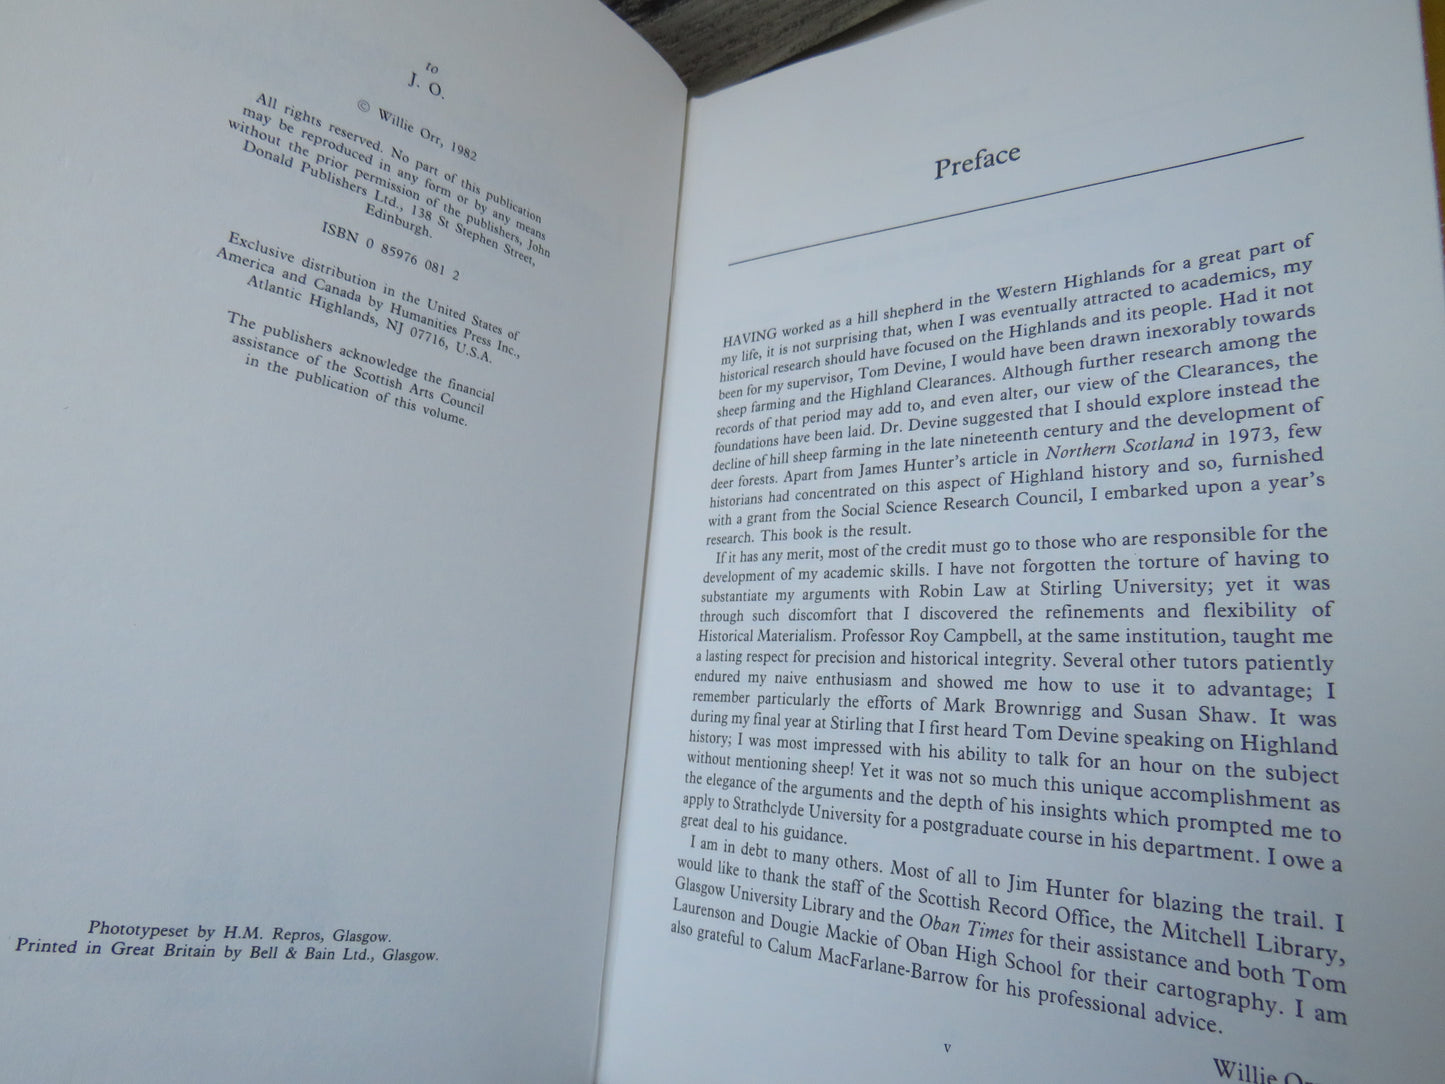 to
J. O.
© Willie Orr, 1982
All rights reserved. No part of this publication
may be reproduced in any form or by any means
without the prior permission of the publishers, John
Donald Publishers Ltd., 138 St Stephen Street,
Edinburgh.
ISBN 0 85976 081 2
Exclusive distribution in the United States of
America and Canada by Humanities Press Inc.,
Atlantic Highlands, NJ 07716, U.S.A.
The publishers acknowledge the financial
assistance of the Scottish Arts Council
in the publication of this volume.
Phototypeset by H.M. Repros, Glasgow.
Printed in Great Britain by Bell & Bain Ltd., Glasgow.
Preface
HAVING worked as a hill shepherd in the Western Highlands for a great part of
my life, it is not surprising that, when I was eventually attracted to academics, my
historical research should have focused on the Highlands and its people. Had it not
been for my supervisor, Tom Devine, I would have been drawn inexorably towards
sheep farming and the Highland Clearances. Although further research among the
records of that period may add to, and even alter, our view of the Clearances, the
foundations have been laid. Dr. Devine suggested that I should explore instead the
decline of hill sheep farming in the late nineteenth century and the development of
deer forests. Apart from James Hunter's article in Northern Scotland in 1973, few
historians had concentrated on this aspect of Highland history and so, furnished
with a grant from the Social Science Research Council, I embarked upon a year's
research. This book is the result.
If it has any merit, most of the credit must go to those who are responsible for the
development of my academic skills. I have not forgotten the torture of having to
substantiate my arguments with Robin Law at Stirling University; yet it was
through such discomfort that I discovered the refinements and flexibility of
Historical Materialism. Professor Roy Campbell, at the same institution, taught me
a lasting respect for precision and historical integrity. Several other tutors patiently
endured my naive enthusiasm and showed me how to use it to advantage; I
remember particularly the efforts of Mark Brownrigg and Susan Shaw. It was
during my final year at Stirling that I first heard Tom Devine speaking on Highland
history; I was most impressed with his ability to talk for an hour on the subject
without mentioning sheep! Yet it was not so much this unique accomplishment as
the elegance of the arguments and the depth of his insights which prompted me to
apply to Strathclyde University for a postgraduate course in his department. I owe a
great deal to his guidance.
I am in debt to many others. Most of all to Jim Hunter for blazing the trail. I
would like to thank the staff of the Scottish Record Office, the Mitchell Library,
Glasgow University Library and the Oban Times for their assistance and both Tom
Laurenson and Dougie Mackie of Oban High School for their cartography. I am
also grateful to Calum MacFarlane-Barrow for his professional advice.
v
Willie Orr